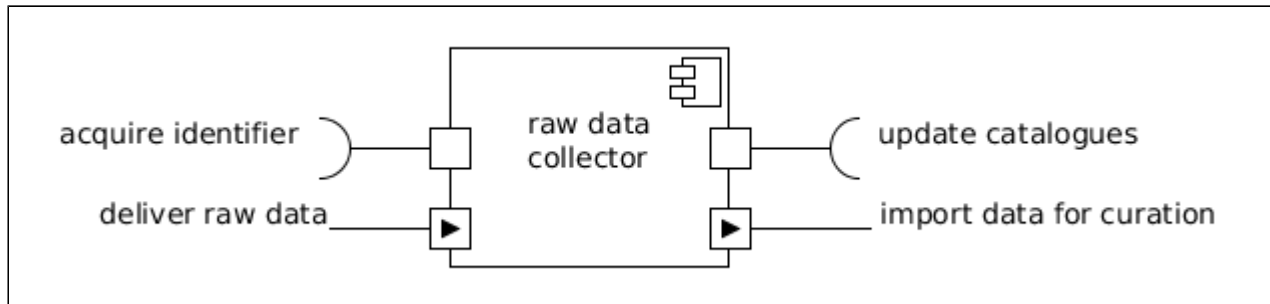 acquire identifier
raw data
collector
update catalogues
deliver raw data
import data for curation